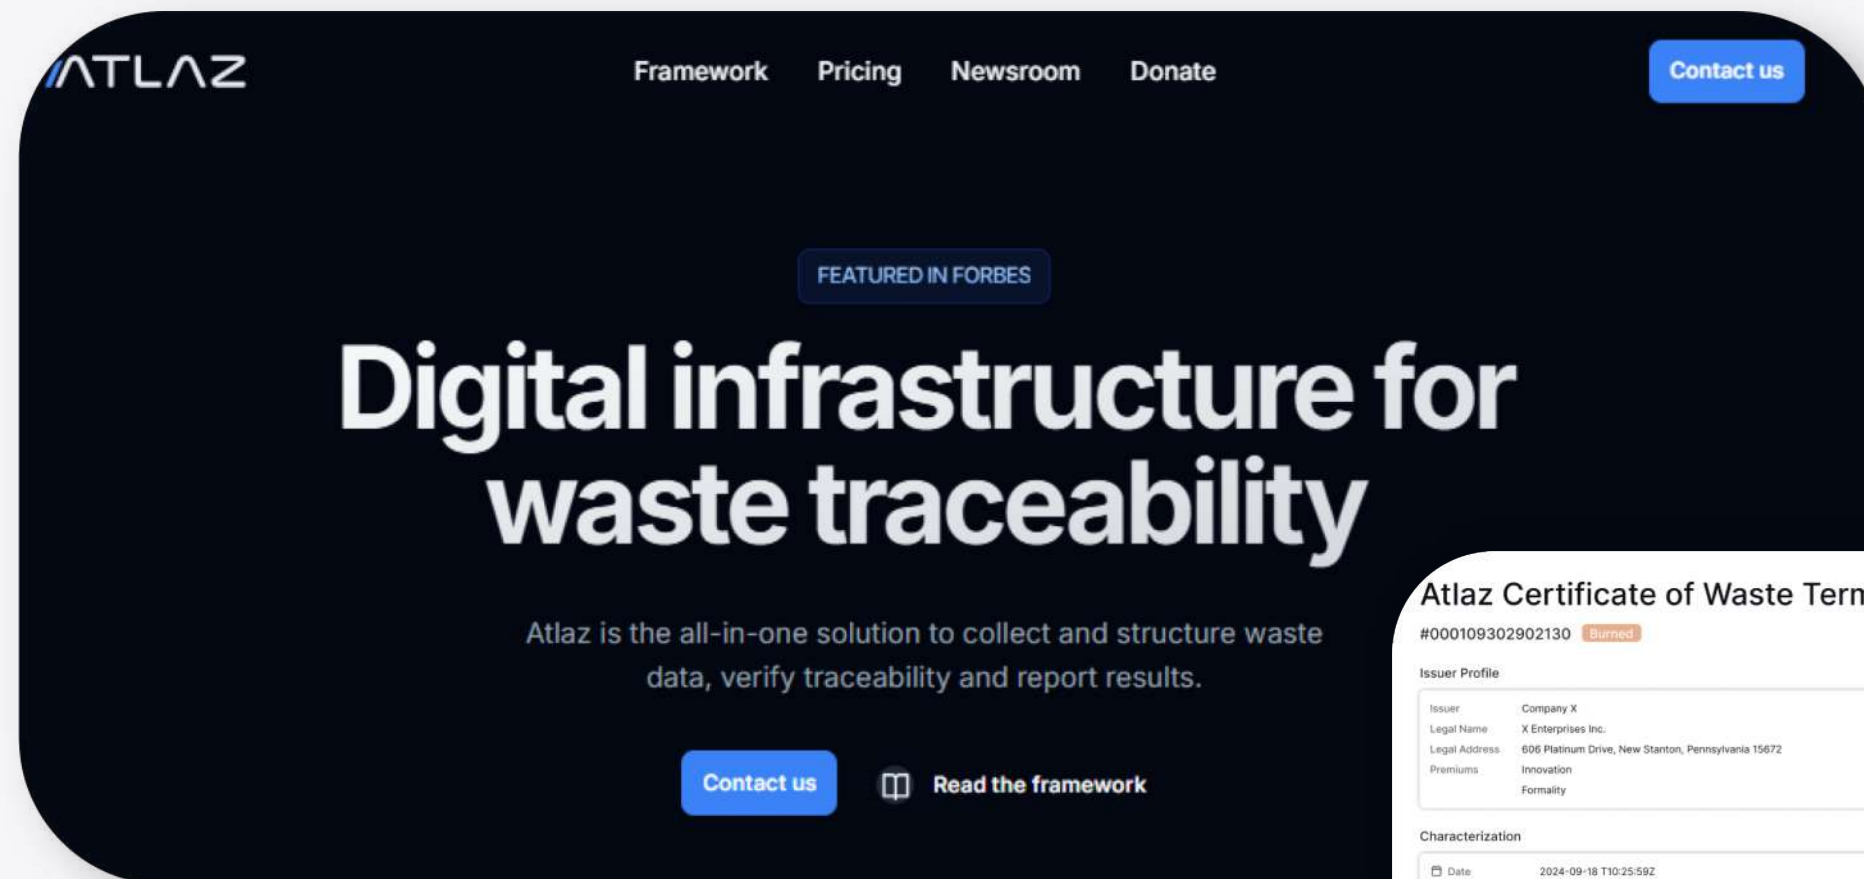 ATLAZ
Framework Pricing Newsroom Donate
Contact us
FEATURED IN FORBES
Digital infrastructure for
waste traceability
Atlaz is the all-in-one solution to collect and structure waste
data, verify traceability and report results.
Contact us
Read the framework
Atlaz Certificate of Waste Term
#000109302902130 Burned
Issuer Profile
Issuer Company X
Legal Name X Enterprises Inc.
Legal Address 606 Platinum Drive, New Stanton, Pennsylvania 15672
Premiums Innovation
Formality
Characterization
Date 2024-09-18 T10:25:59Z